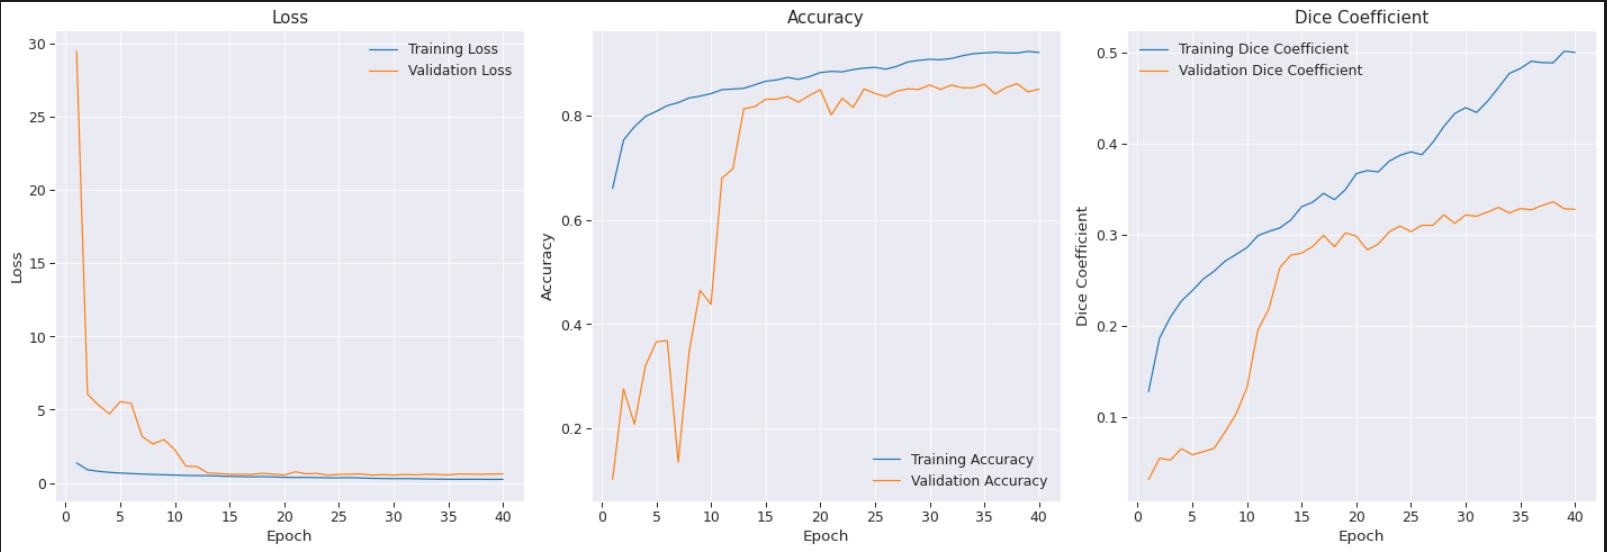 Loss
Training Loss
Validation Loss
30
25
20
15
10
5
0
Loss
0 5 10 15 20 25 30 35 40
Epoch
Accuracy
0.8
0.6
0.4
0.2
Accuracy
Training Accuracy
Validation Accuracy
0 5 10 15 20 25 30 35 40
Epoch
Dice Coefficient
Training Dice Coefficient
Validation Dice Coefficient
0.5
0.4
0.3
0.2
0.1
Dice Coefficient
0 5 10 15 20 25 30 35 40
Epoch